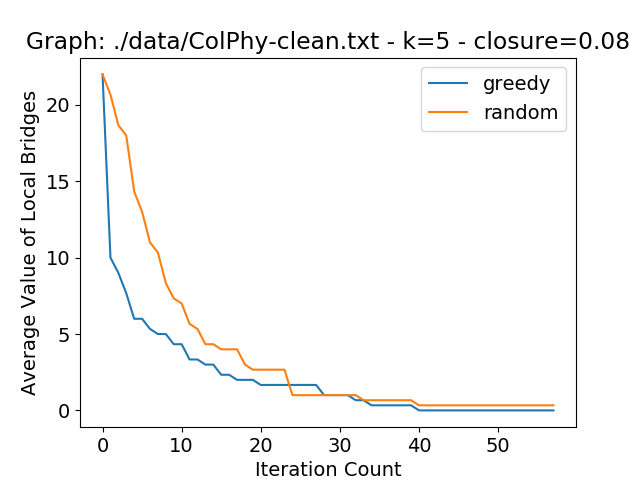 Graph: ./data/ColPhy-clean.txt - k=5 - closure=0.08
greedy
random
Average Value of Local Bridges
20
15
10
5
0
0 10 20 30 40 50
Iteration Count